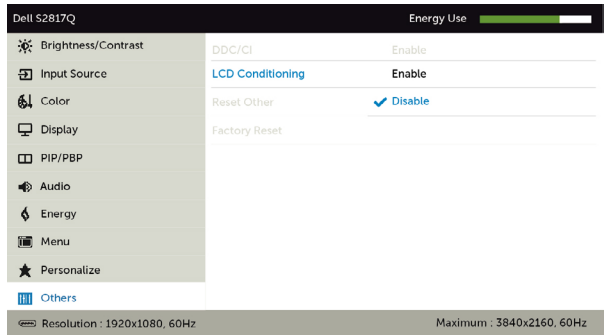 Dell S2817Q Energy Use
Brightness/Contrast DDC/CI Enable
Input Source LCD Conditioning Enable
Color Reset Other Disable
Display Factory Reset
PIP/PBP
Audio
Energy
Menu
Personalize
Others
Resolution : 1920x1080, 60Hz Maximum : 3840x2160, 60Hz